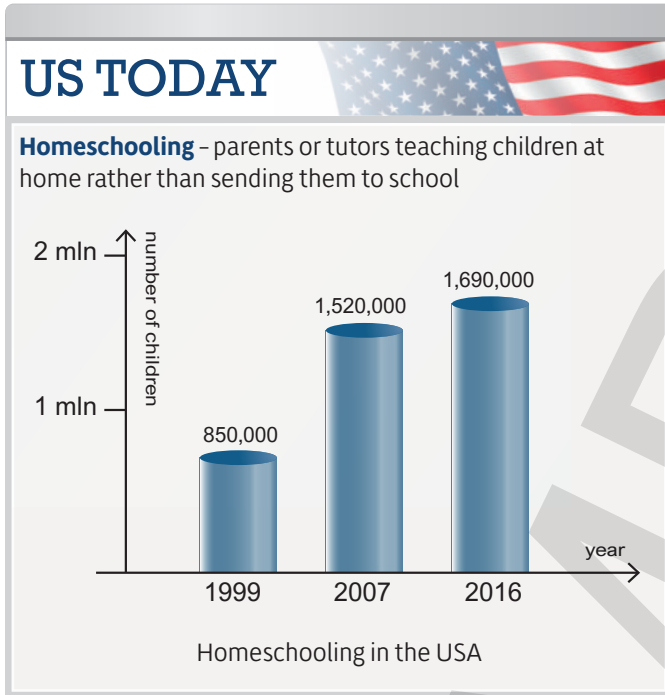 US TODAY
Homeschooling – parents or tutors teaching children at
home rather than sending them to school
2 mln
number of children
1,690,000
1,520,000
1 mln
850,000
year
1999 2007 2016
Homeschooling in the USA